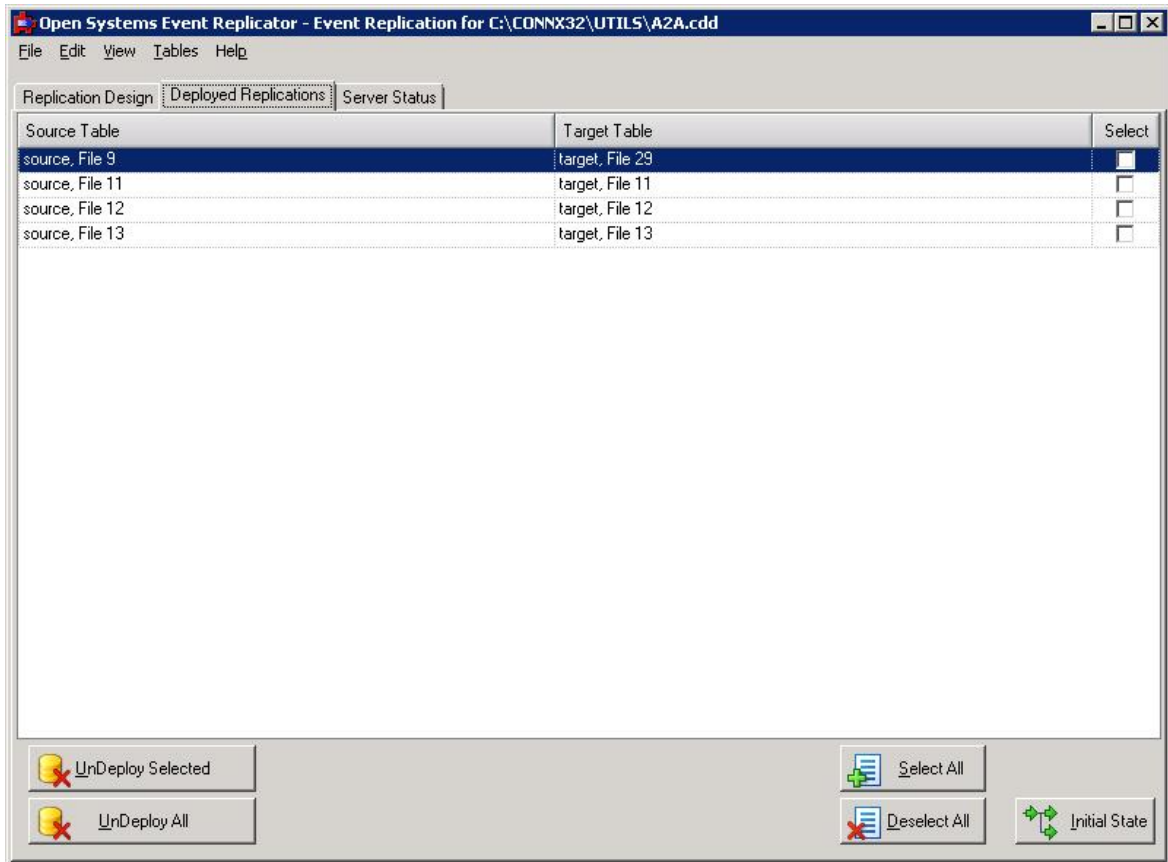 Open Systems Event Replicator - Event Replication for C:\CONNX32\UTILS\A2A.cdd
File Edit View Tables Help
Replication Design Deployed Replications Server Status
Source Table Target Table Select
source, File 9 target, File 29
source, File 11 target, File 11
source, File 12 target, File 12
source, File 13 target, File 13
UnDeploy Selected Select All
UnDeploy All Deselect All Initial State